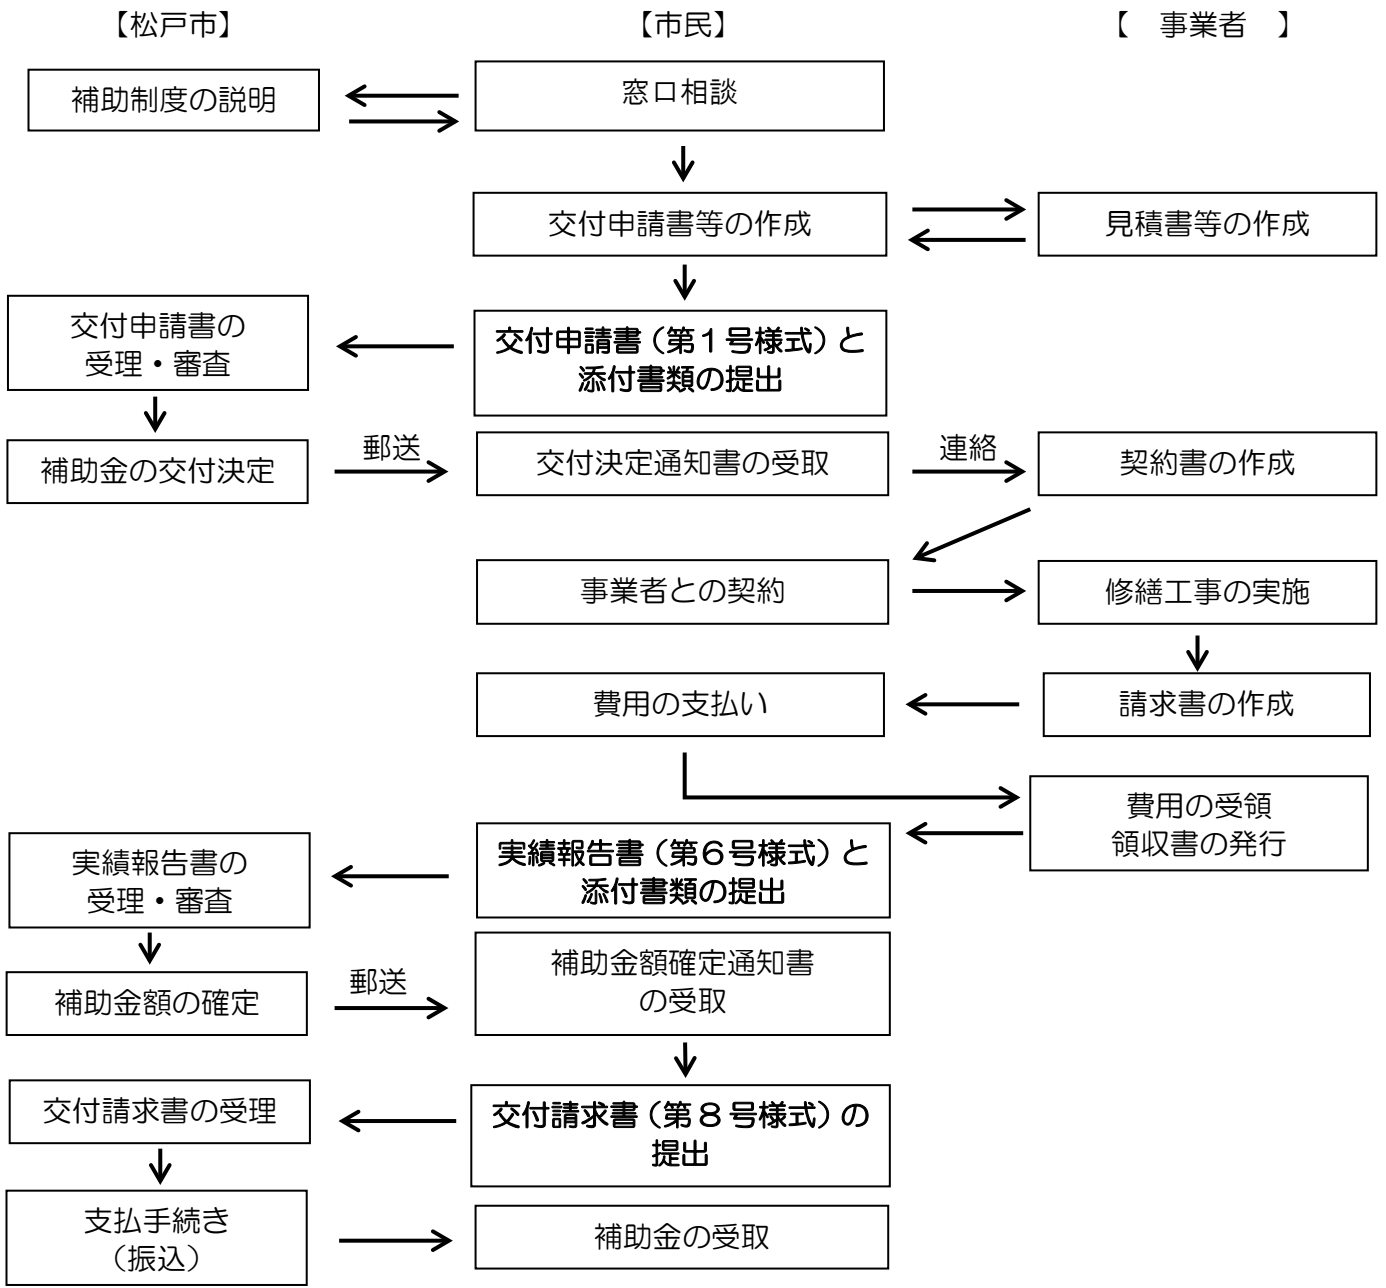 【松戸市】
【市民】
【　事業者　】
補助制度の説明
窓口相談
交付申請書等の作成
見積書等の作成
交付申請書の
受理・審査
交付申請書（第１号様式）と
添付書類の提出
補助金の交付決定
郵送
交付決定通知書の受取
連絡
契約書の作成
事業者との契約
修繕工事の実施
費用の支払い
請求書の作成
費用の受領
領収書の発行
実績報告書の
受理・審査
実績報告書（第６号様式）と
添付書類の提出
補助金額の確定
郵送
補助金額確定通知書
の受取
交付請求書の受理
交付請求書（第８号様式）の
提出
支払手続き
（振込）
補助金の受取